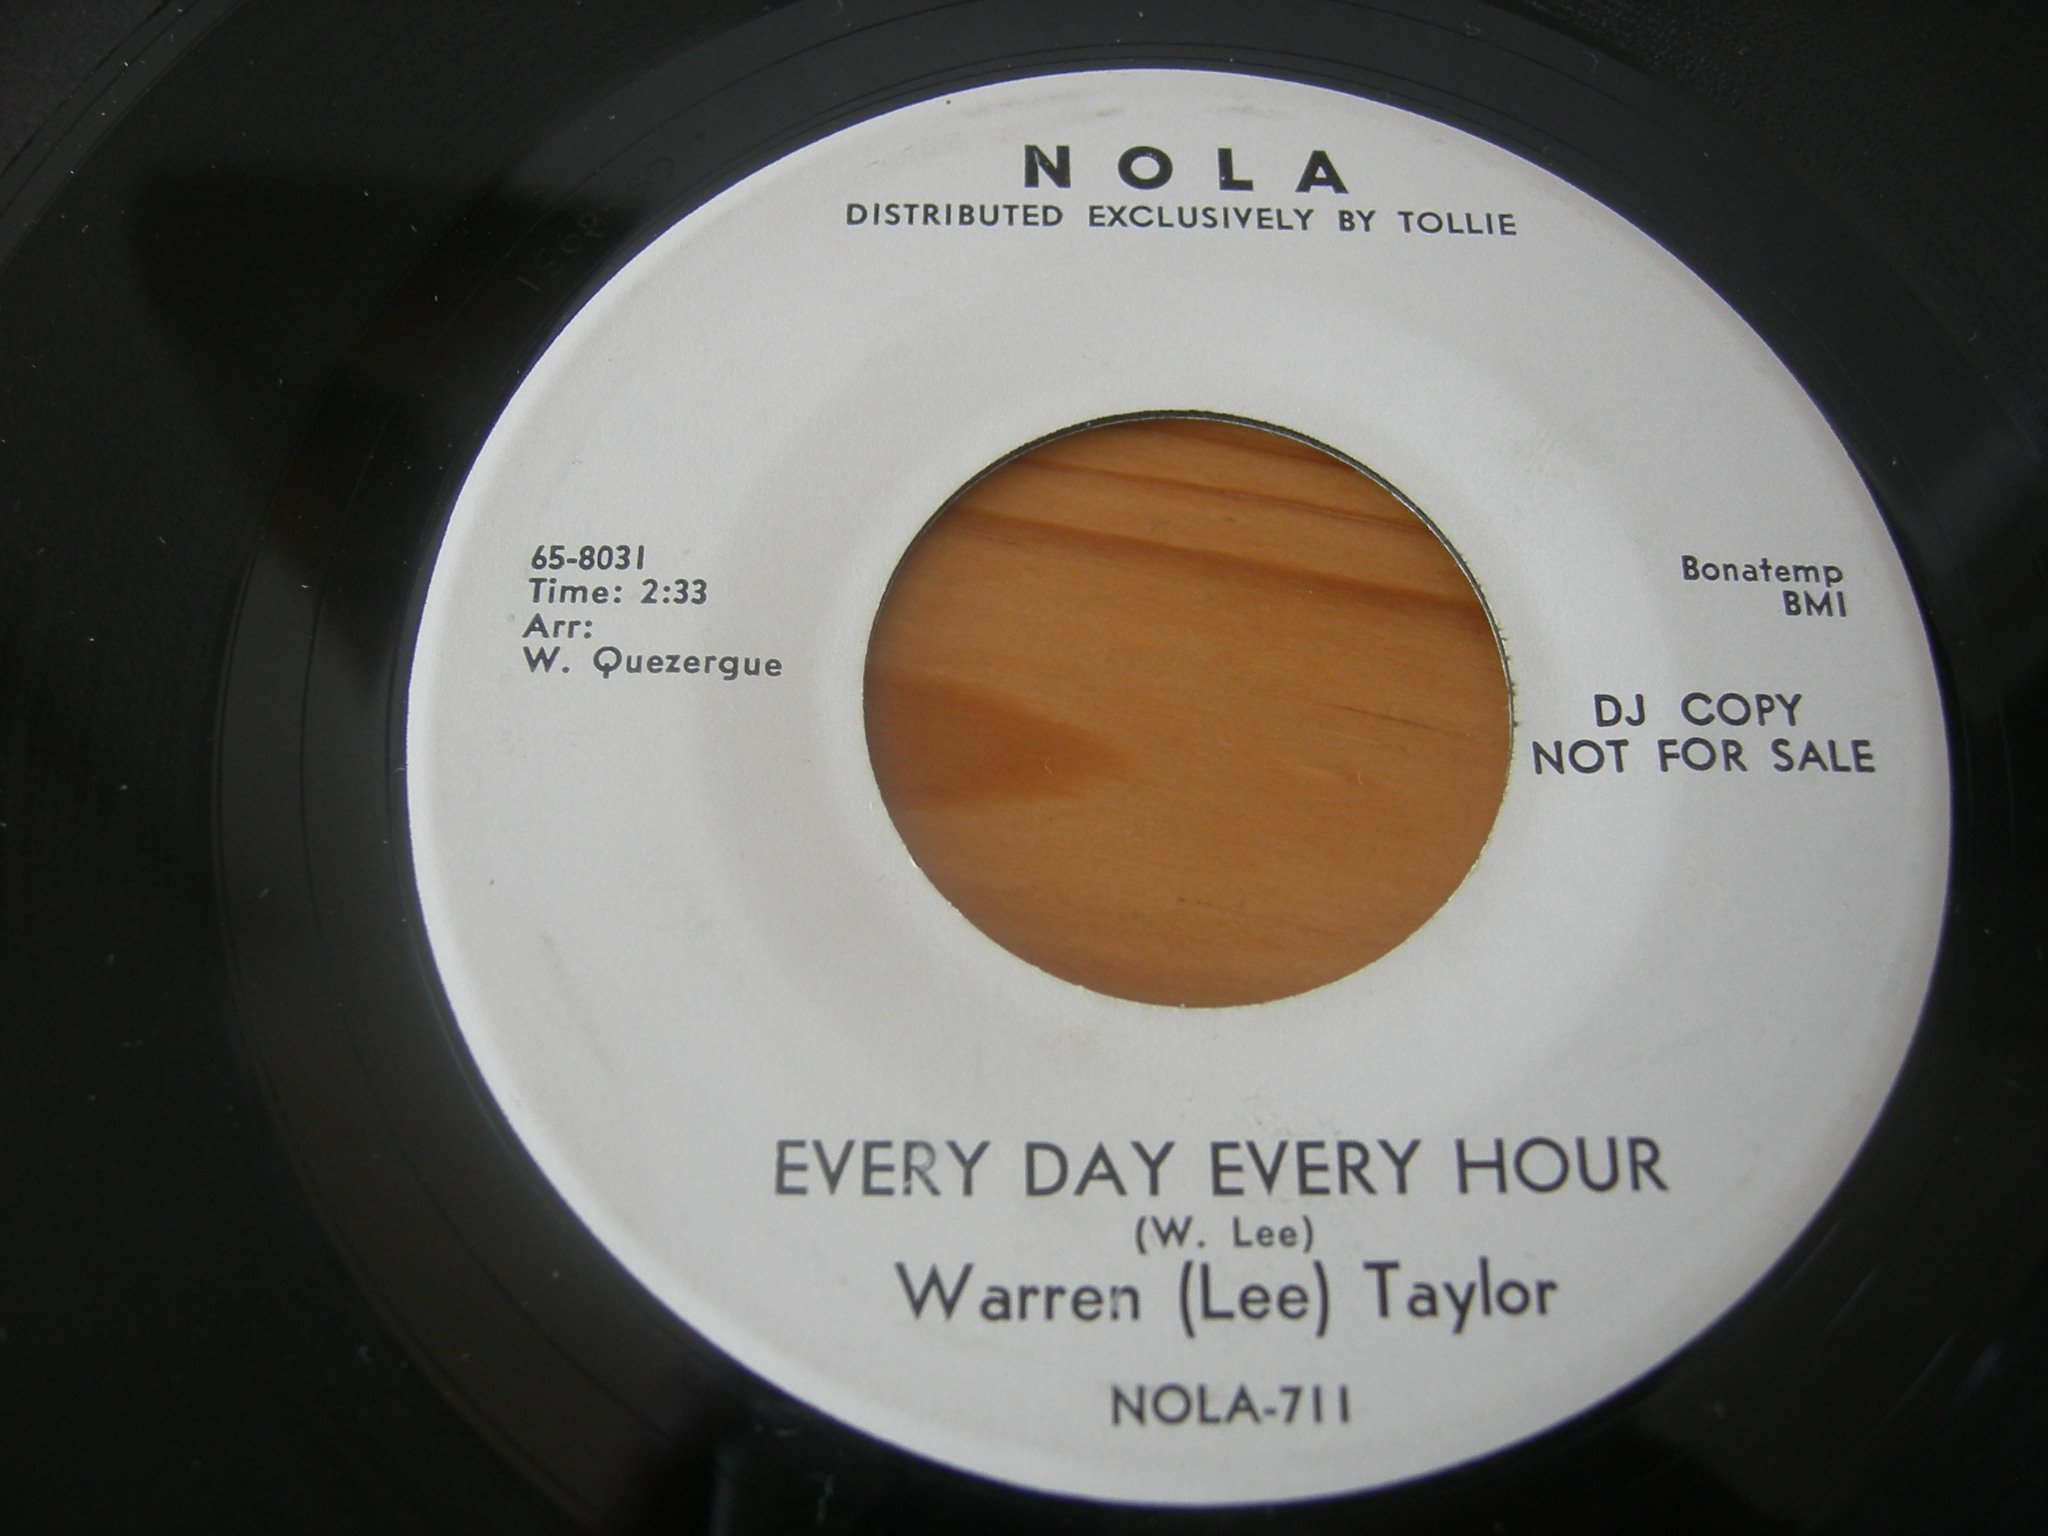 NOLA
DISTRIBUTED EXCLUSIVELY BY TOLLIE
65-8031
Time: 2:33
Arr:
W. Quezergue
Bonatemp
BMI
DJ COPY
NOT FOR SALE
EVERY DAY EVERY HOUR
(W. Lee)
Warren (Lee) Taylor
NOLA-711